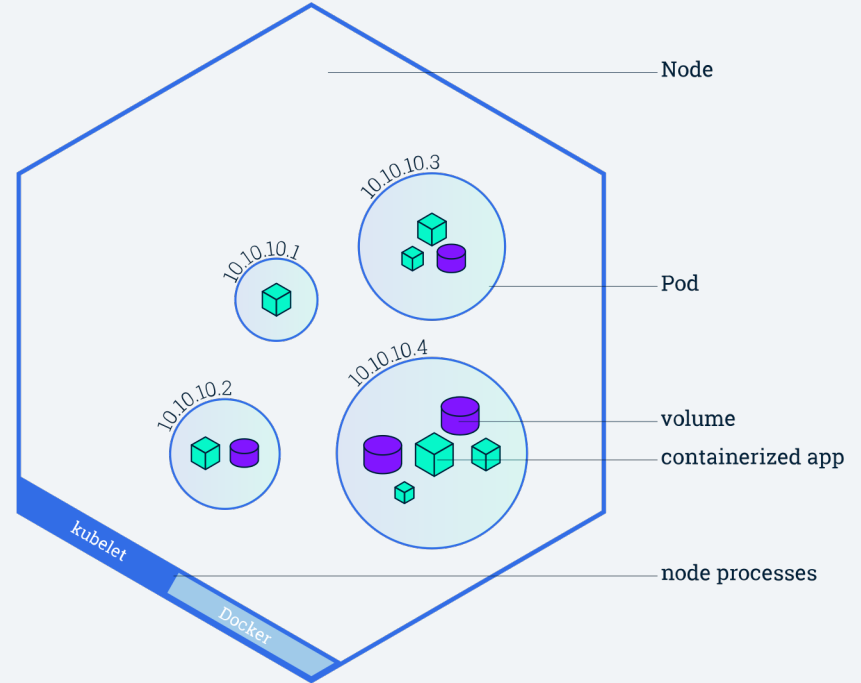 Node
10.10.10.3
10.10.10.1
Pod
10.10.10.4
10.10.10.2
volume
containerized app
kubelet
node processes
Docker